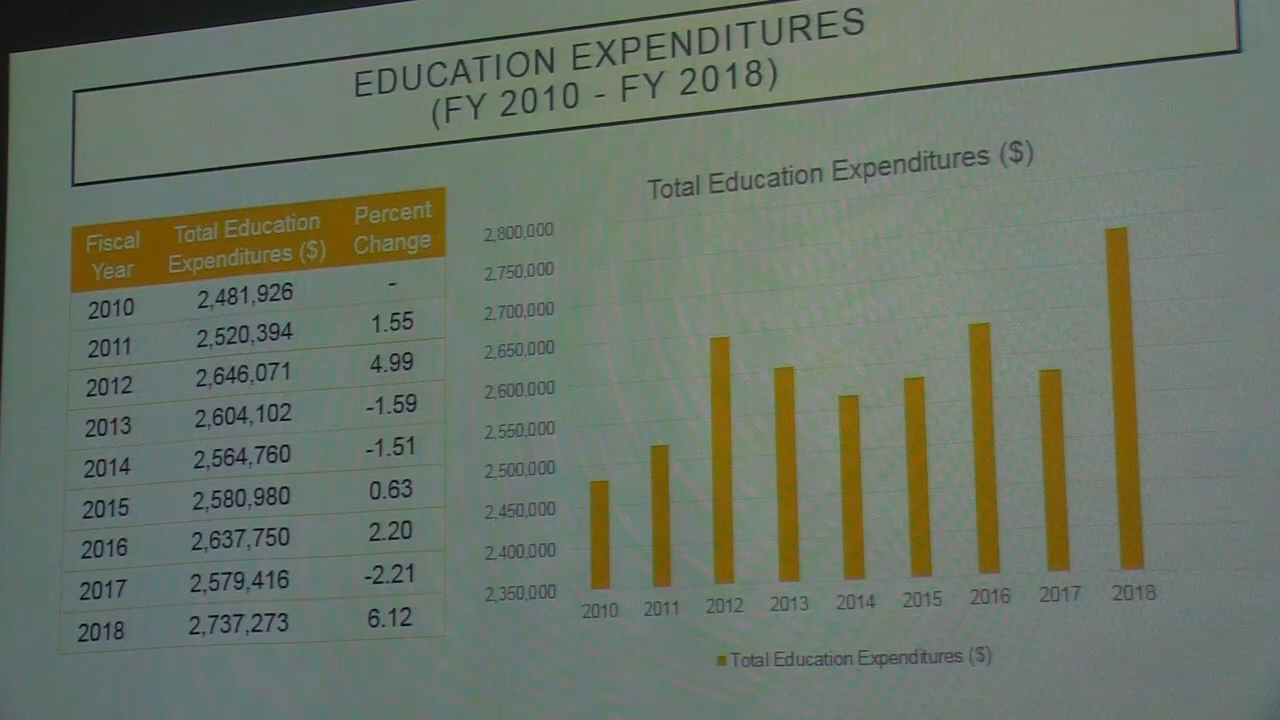 EDUCATION EXPENDITURES
(FY 2010 - FY 2018)
Fiscal Year Total Education Expenditures ($) Percent Change
2010 2,481,926 -
2011 2,520,394 1.55
2012 2,646,071 4.99
2013 2,604,102 -1.59
2014 2,564,760 -1.51
2015 2,580,980 0.63
2016 2,637,750 2.20
2017 2,579,416 -2.21
2018 2,737,273 6.12
Total Education Expenditures ($)
2,800,000
2,750,000
2,700,000
2,650,000
2,600,000
2,550,000
2,500,000
2,450,000
2,400,000
2,350,000
2010 2011 2012 2013 2014 2015 2016 2017 2018
Total Education Expenditures ($)